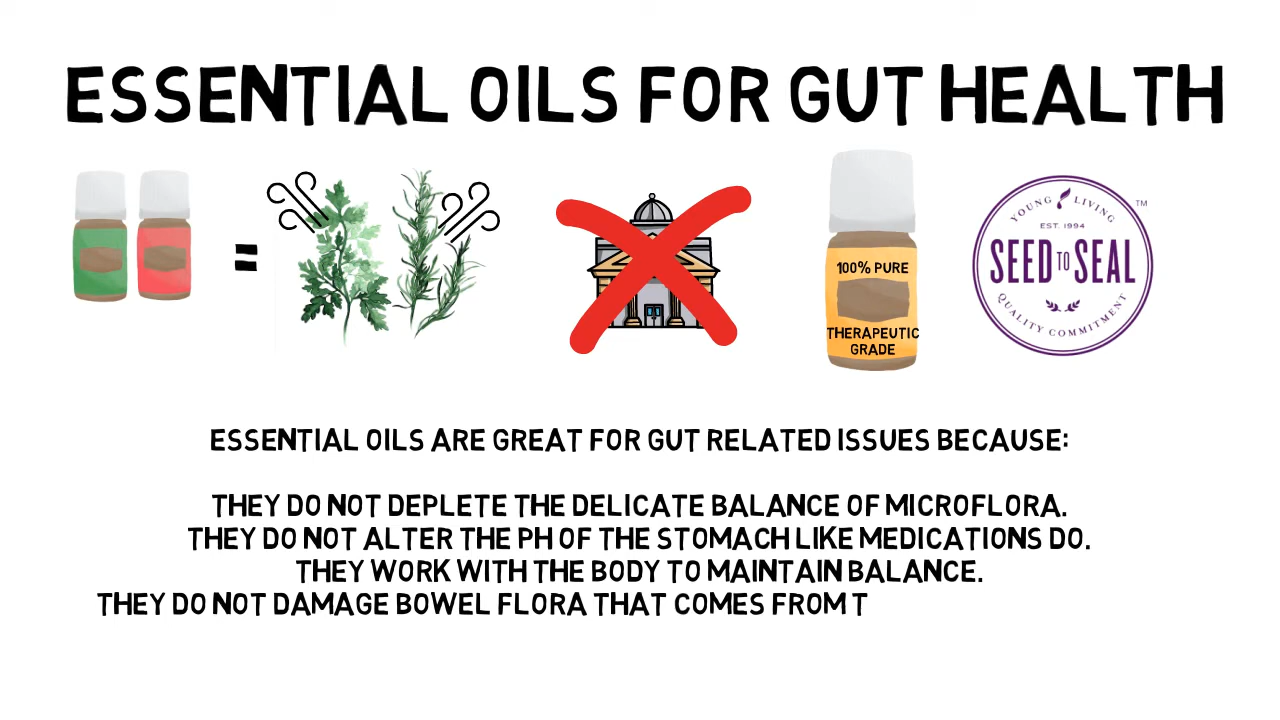 ESSENTIAL OILS FOR GUT HEALTH
=
100% PURE
THERAPEUTIC
GRADE
YOUNG LIVING
TM
EST. 1994
SEED TO SEAL
QUALITY COMMITMENT
ESSENTIAL OILS ARE GREAT FOR GUT RELATED ISSUES BECAUSE:
THEY DO NOT DEPLETE THE DELICATE BALANCE OF MICROFLORA.
THEY DO NOT ALTER THE PH OF THE STOMACH LIKE MEDICATIONS DO.
THEY WORK WITH THE BODY TO MAINTAIN BALANCE.
THEY DO NOT DAMAGE BOWEL FLORA THAT COMES FROM T